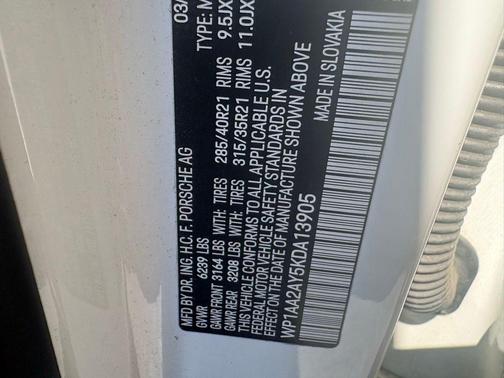 MFD BY DR. ING. H.C. F. PORSCHE AG 03/
GVWR 6239 LBS TYPE: M
GAWR FRONT 3164 LBS WITH: TIRES 285/40R21 RIMS 9.5JX
GAWR REAR 3208 LBS WITH: TIRES 315/35R21 RIMS 11.0JX
THIS VEHICLE CONFORMS TO ALL APPLICABLE U.S.
FEDERAL MOTOR VEHICLE SAFETY STANDARDS IN
EFFECT ON THE DATE OF MANUFACTURE SHOWN ABOVE
WP1AA2AY5KDA13905
MADE IN SLOVAKIA